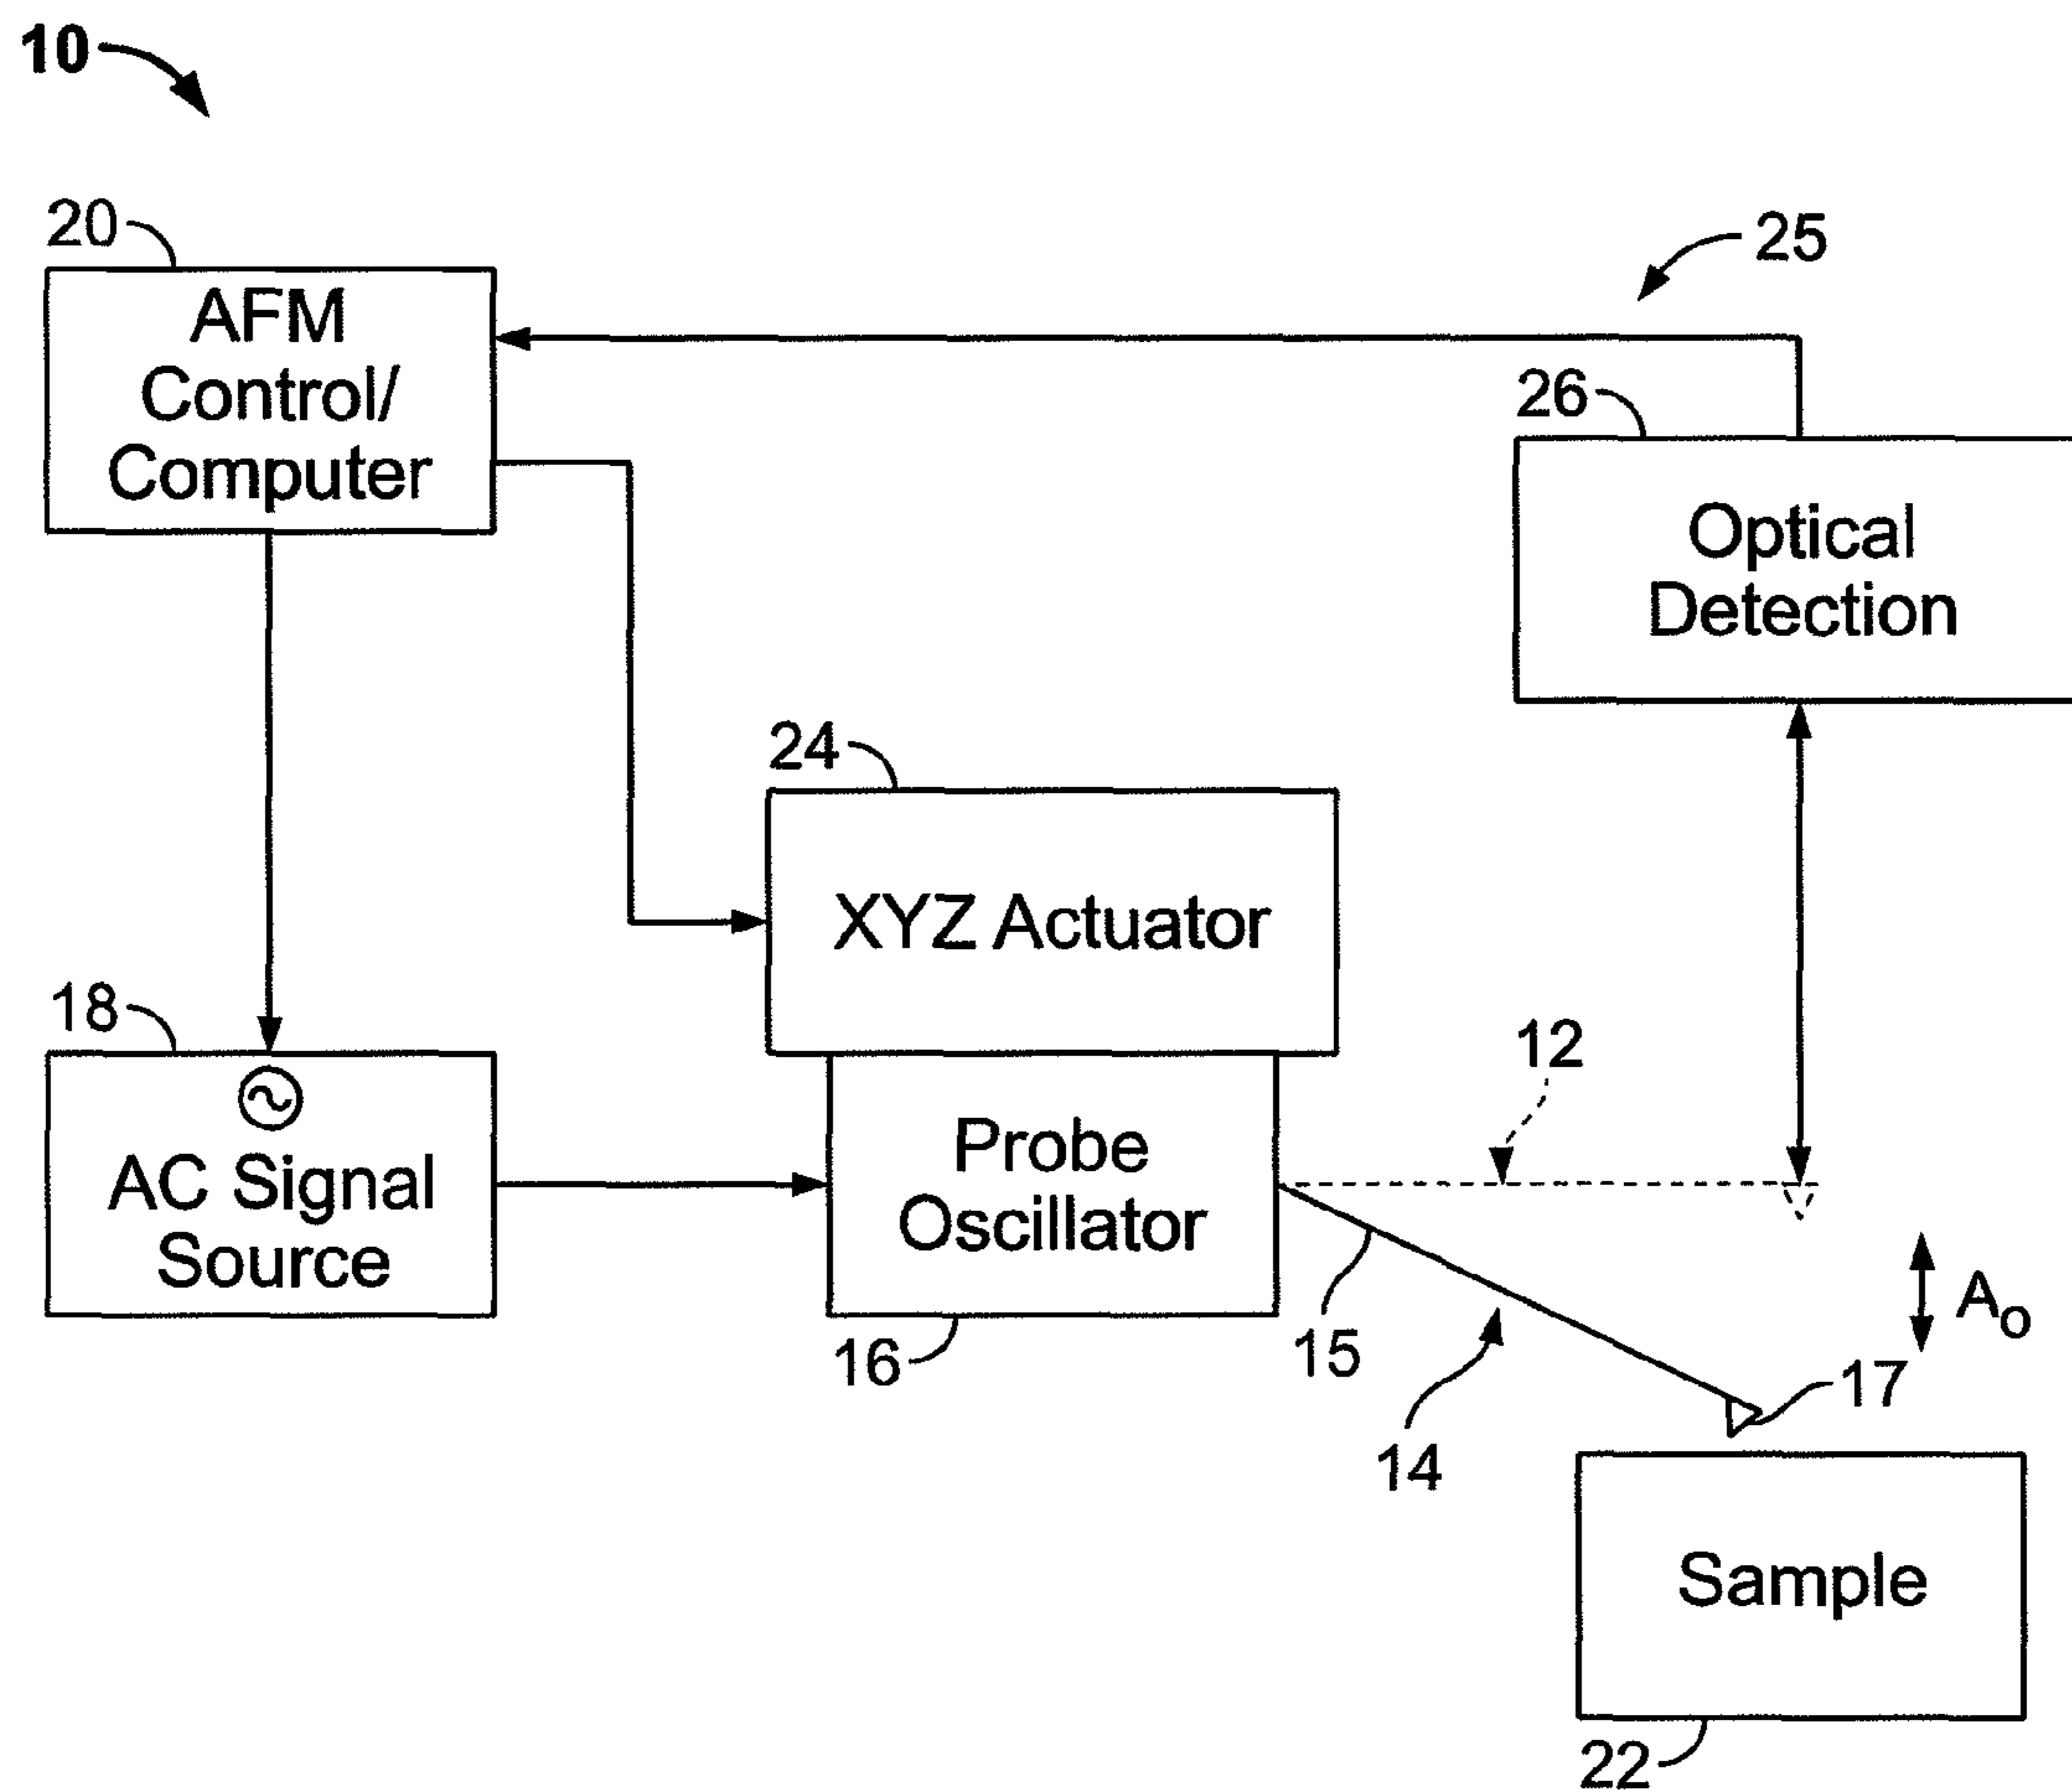 10
20
AFM
Control/
Computer
25
26
Optical
Detection
24
XYZ Actuator
18
AC Signal
Source
Probe
Oscillator
16
12
15
14
A₀
17
Sample
22